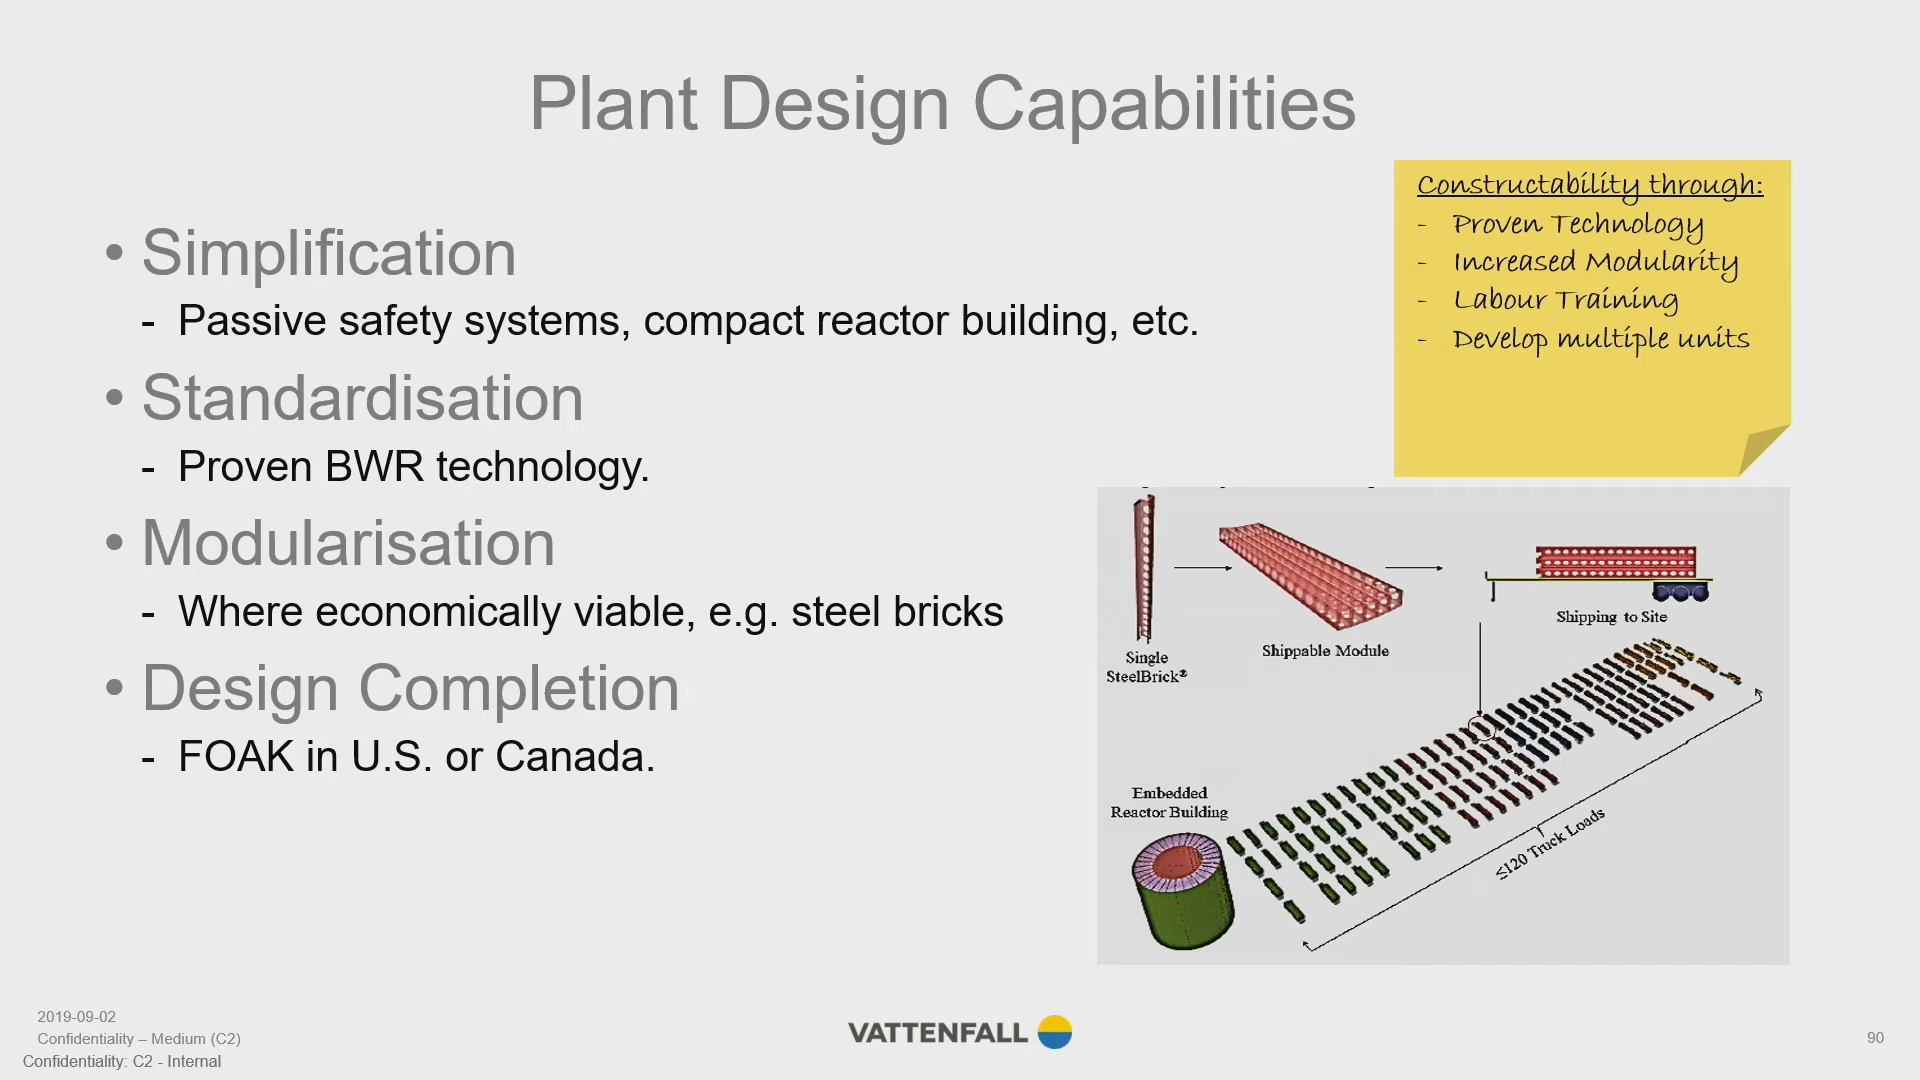 Plant Design Capabilities
• Simplification
- Passive safety systems, compact reactor building, etc.
• Standardisation
- Proven BWR technology.
• Modularisation
- Where economically viable, e.g. steel bricks
• Design Completion
- FOAK in U.S. or Canada.
Constructability through:
- Proven Technology
- Increased Modularity
- Labour Training
- Develop multiple units
Single
SteelBrick®
Shippable Module
Shipping to Site
Embedded
Reactor Building
≤120 Truck Loads
2019-09-02
Confidentiality – Medium (C2)
Confidentiality: C2 - Internal
VATTENFALL
90